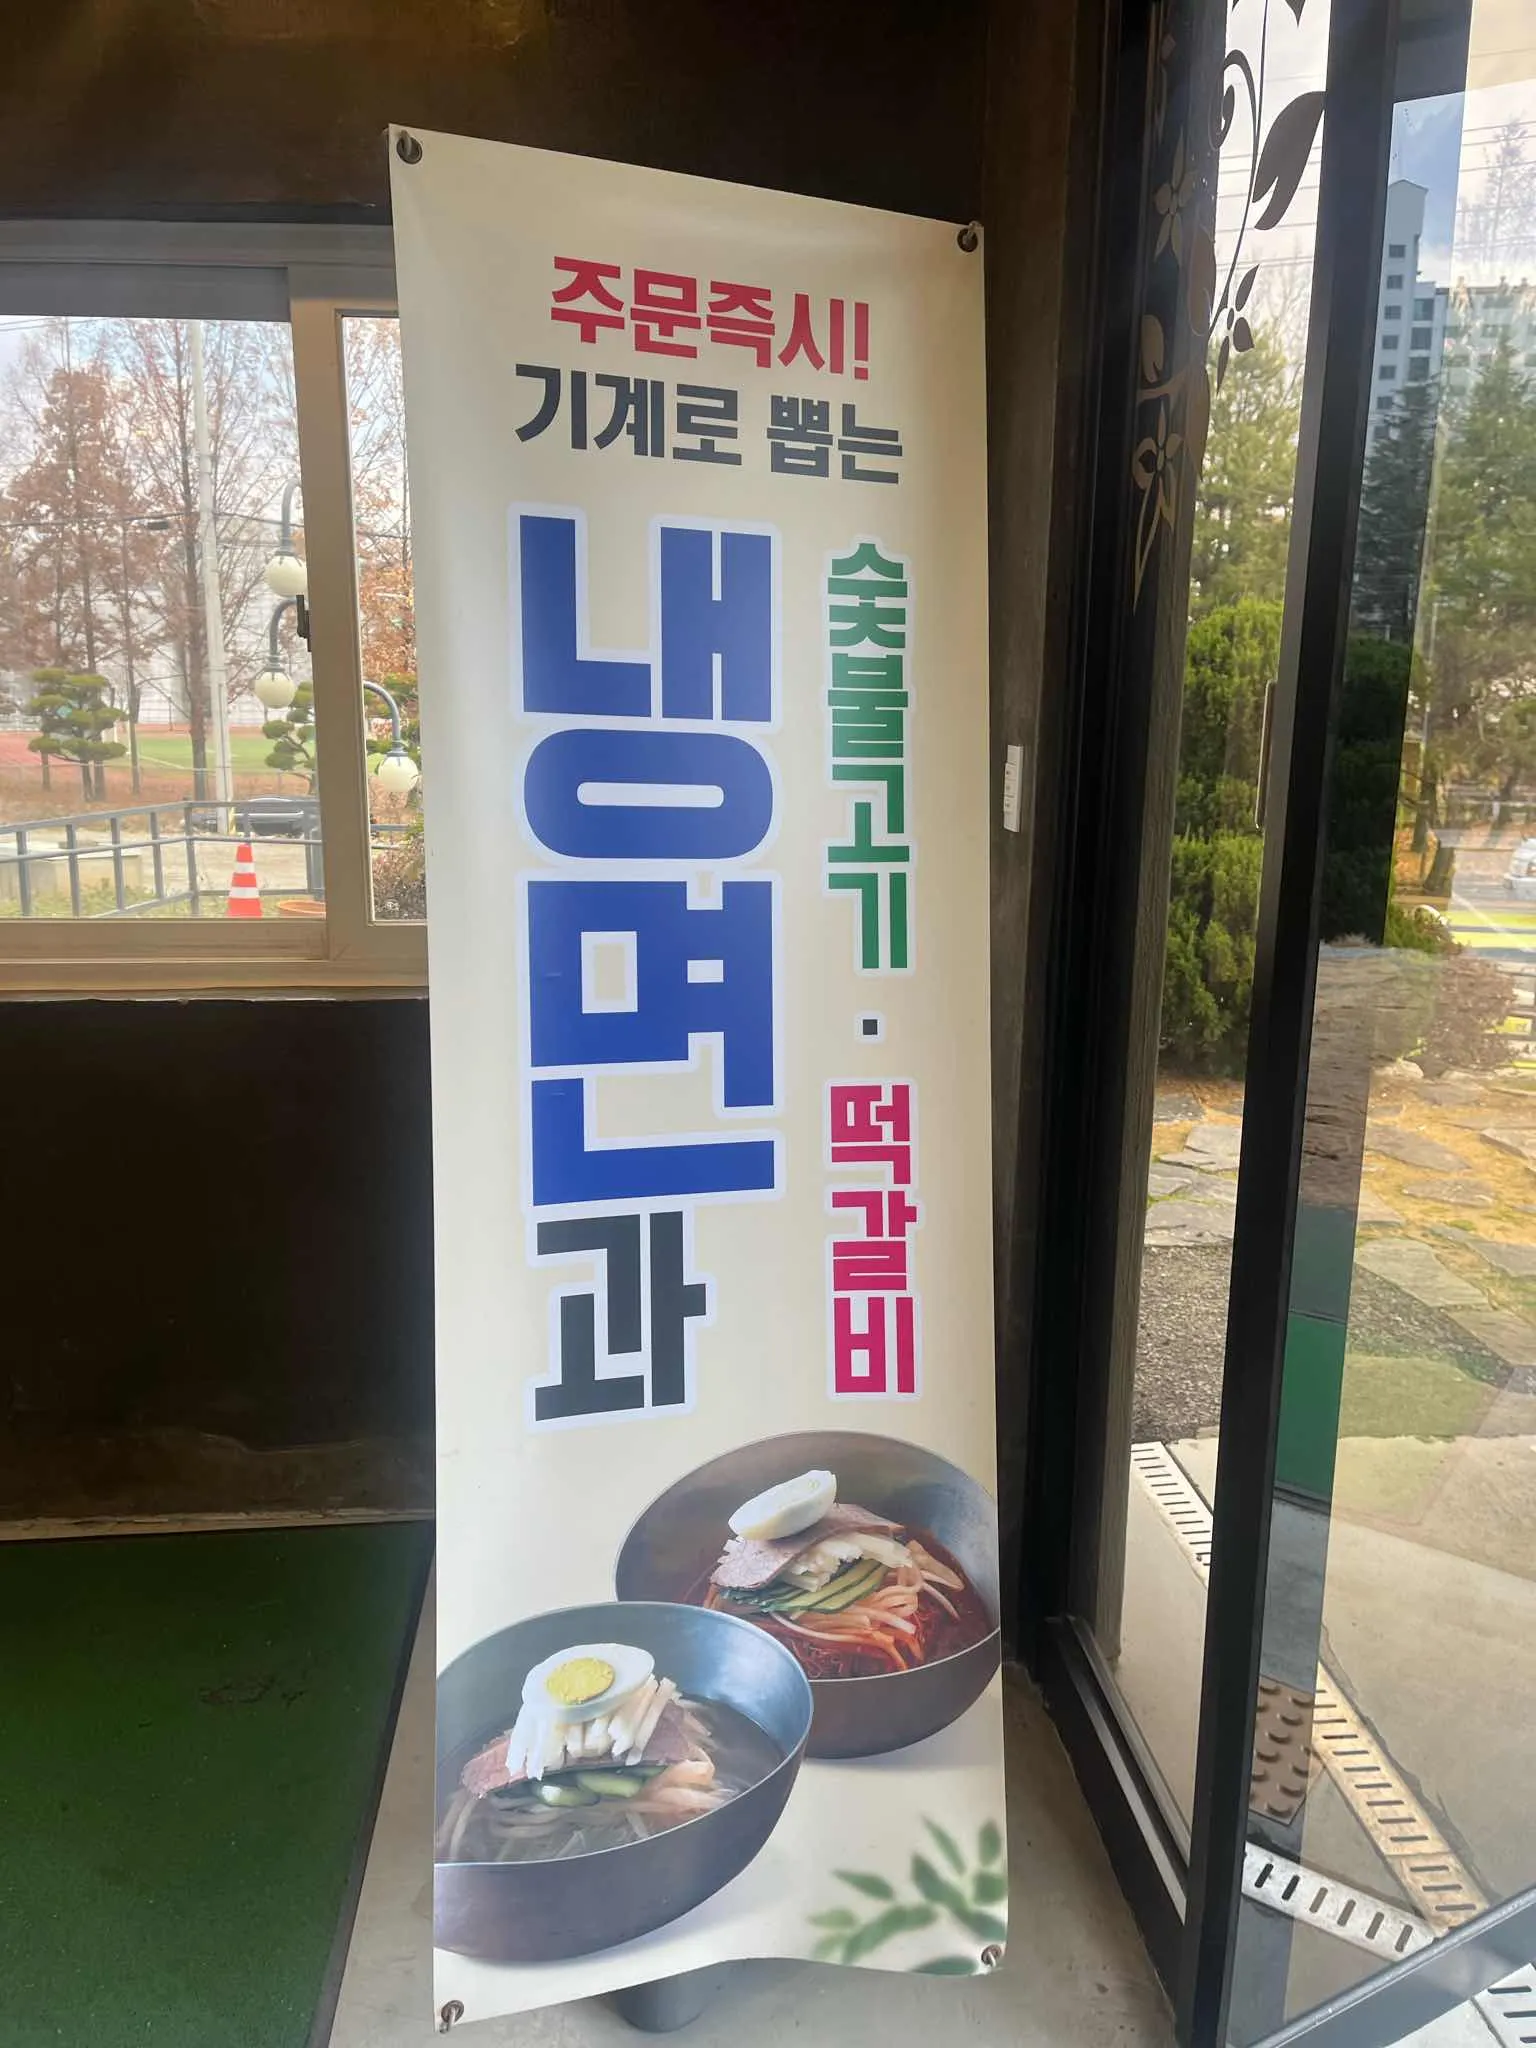 주문즉시!
기계로 뽑는
냉면과
숯불고기 · 떡갈비